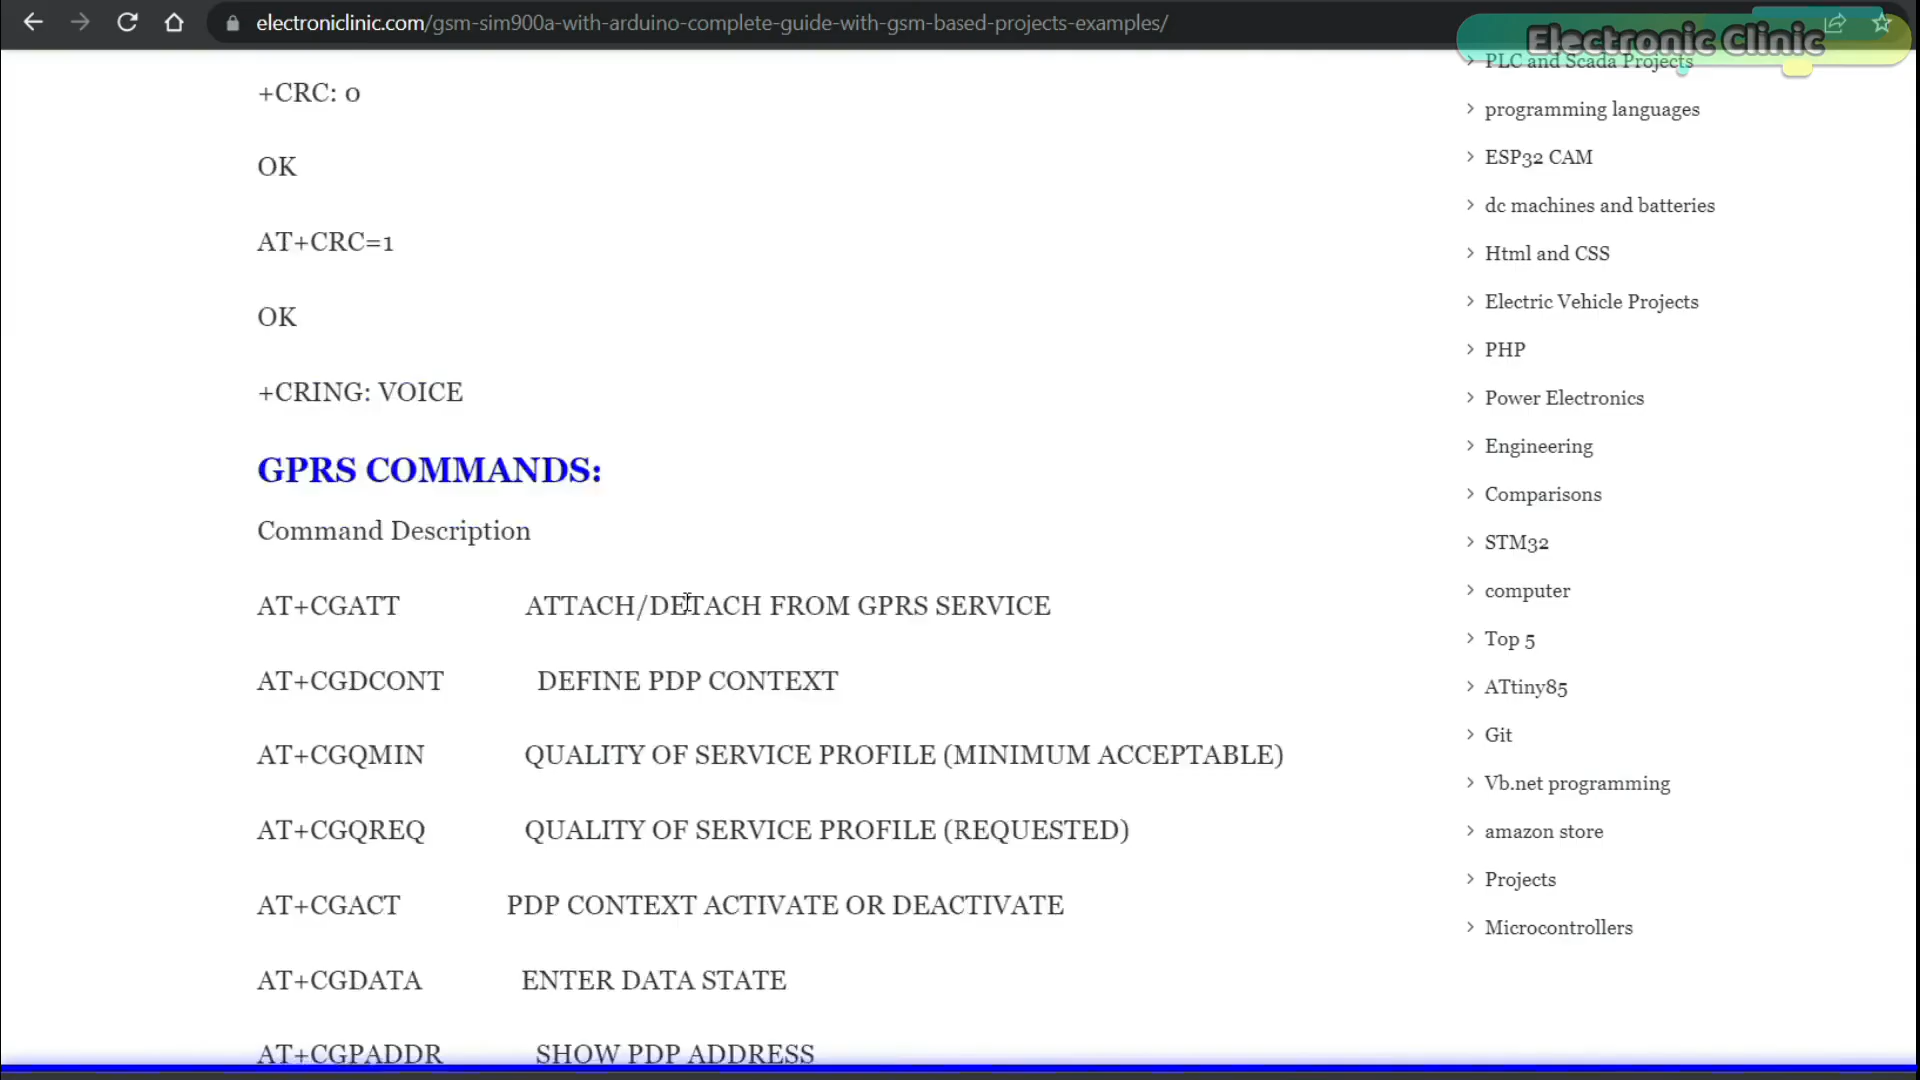 electroniclinic.com/gsm-sim900a-with-arduino-complete-guide-with-gsm-based-projects-examples/
Electronic Clinic
+CRC: 0
OK
AT+CRC=1
OK
+CRING: VOICE
GPRS COMMANDS:
Command Description
AT+CGATT ATTACH/DETACH FROM GPRS SERVICE
AT+CGDCONT DEFINE PDP CONTEXT
AT+CGQMIN QUALITY OF SERVICE PROFILE (MINIMUM ACCEPTABLE)
AT+CGQREQ QUALITY OF SERVICE PROFILE (REQUESTED)
AT+CGACT PDP CONTEXT ACTIVATE OR DEACTIVATE
AT+CGDATA ENTER DATA STATE
AT+CGPADDR SHOW PDP ADDRESS
PLC and Scada Projects
programming languages
ESP32 CAM
dc machines and batteries
Html and CSS
Electric Vehicle Projects
PHP
Power Electronics
Engineering
Comparisons
STM32
computer
Top 5
ATtiny85
Git
Vb.net programming
amazon store
Projects
Microcontrollers